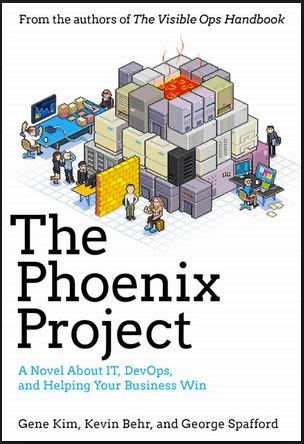 From the authors of The Visible Ops Handbook
The
Phoenix
Project
A Novel About IT, DevOps,
and Helping Your Business Win
Gene Kim, Kevin Behr, and George Spafford